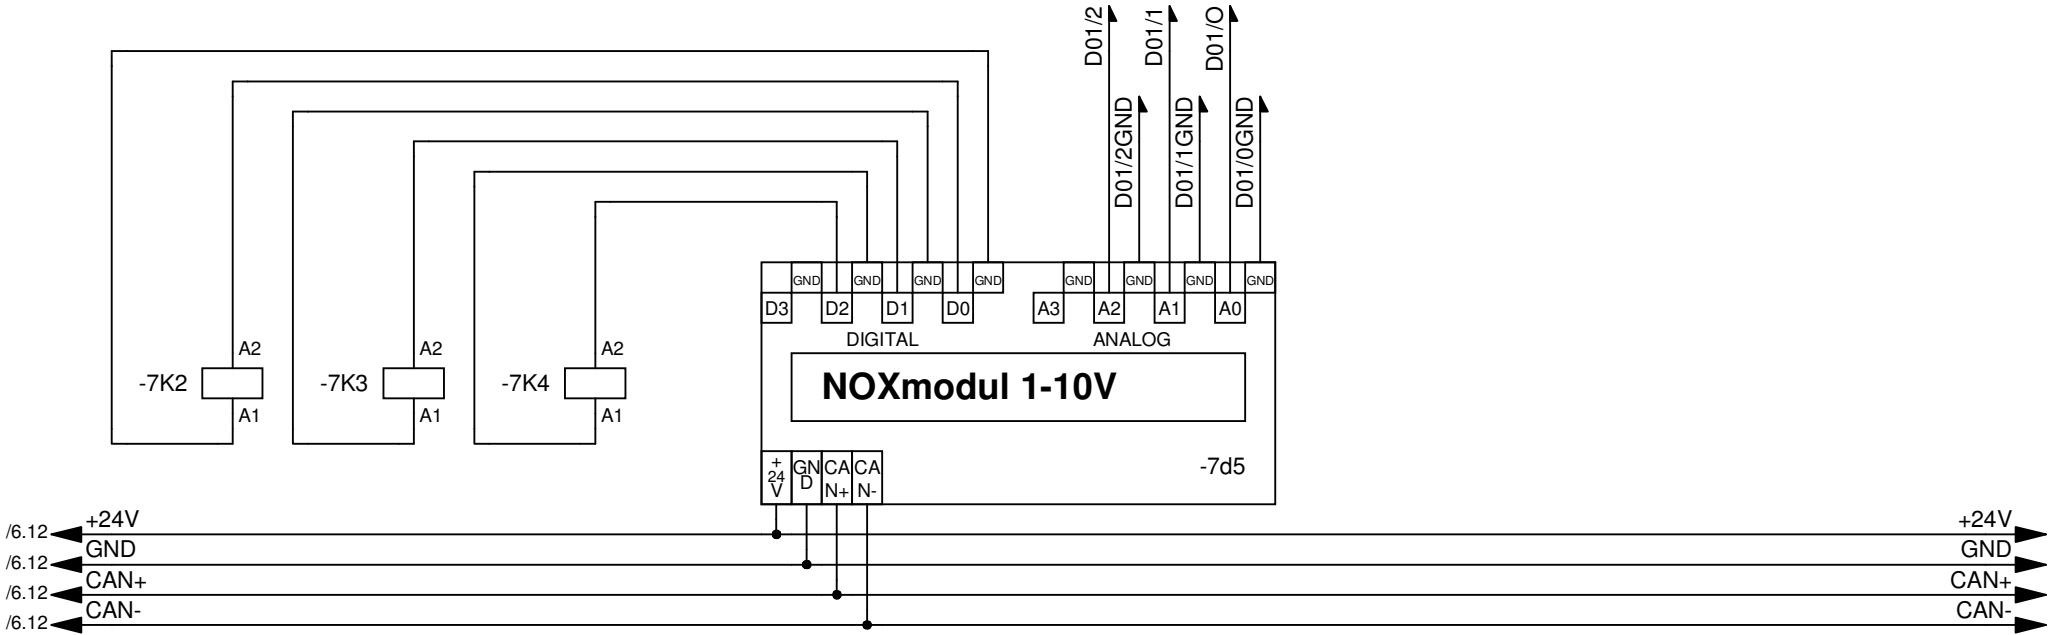 D01/2
D01/1
D01/O
D01/2GND
D01/1GND
D01/0GND
GND GND GND GND GND GND GND GND
D3 D2 D1 D0 A3 A2 A1 A0
DIGITAL ANALOG
NOXmodul 1-10V
A2 A2 A2
-7K2 -7K3 -7K4
A1 A1 A1
-7d5
+
24
V
GN
D
CA
N+
CA
N-
/6.12 +24V +24V
/6.12 GND GND
/6.12 CAN+ CAN+
/6.12 CAN- CAN-